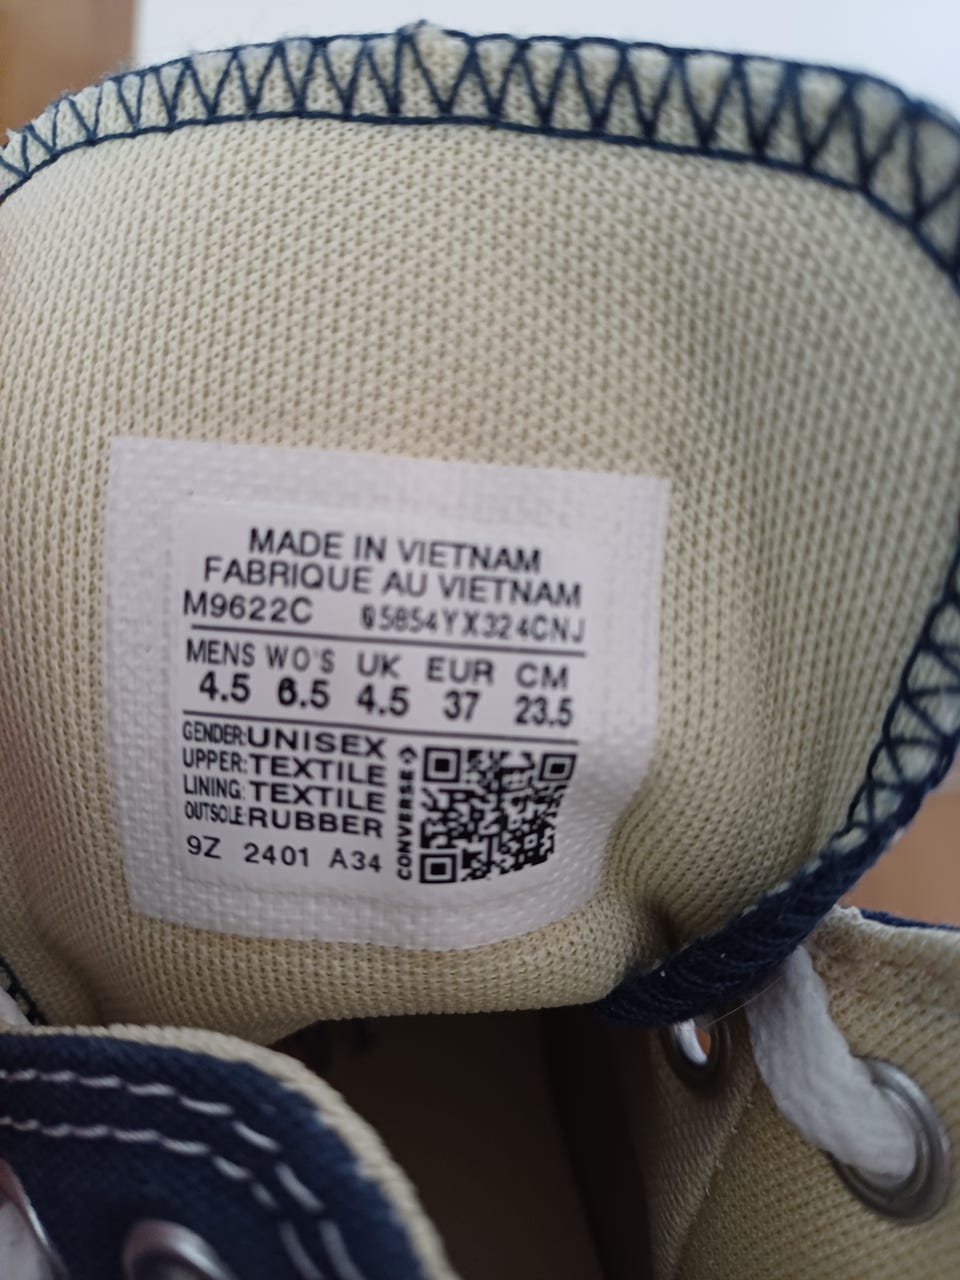 MADE IN VIETNAM
FABRIQUE AU VIETNAM
M9622C 05854YX324CNJ
MENS WO'S UK EUR CM
4.5 6.5 4.5 37 23.5
GENDER:UNISEX
UPPER:TEXTILE
LINING:TEXTILE
OUTSOLE:RUBBER
9Z 2401 A34
CONVERSE